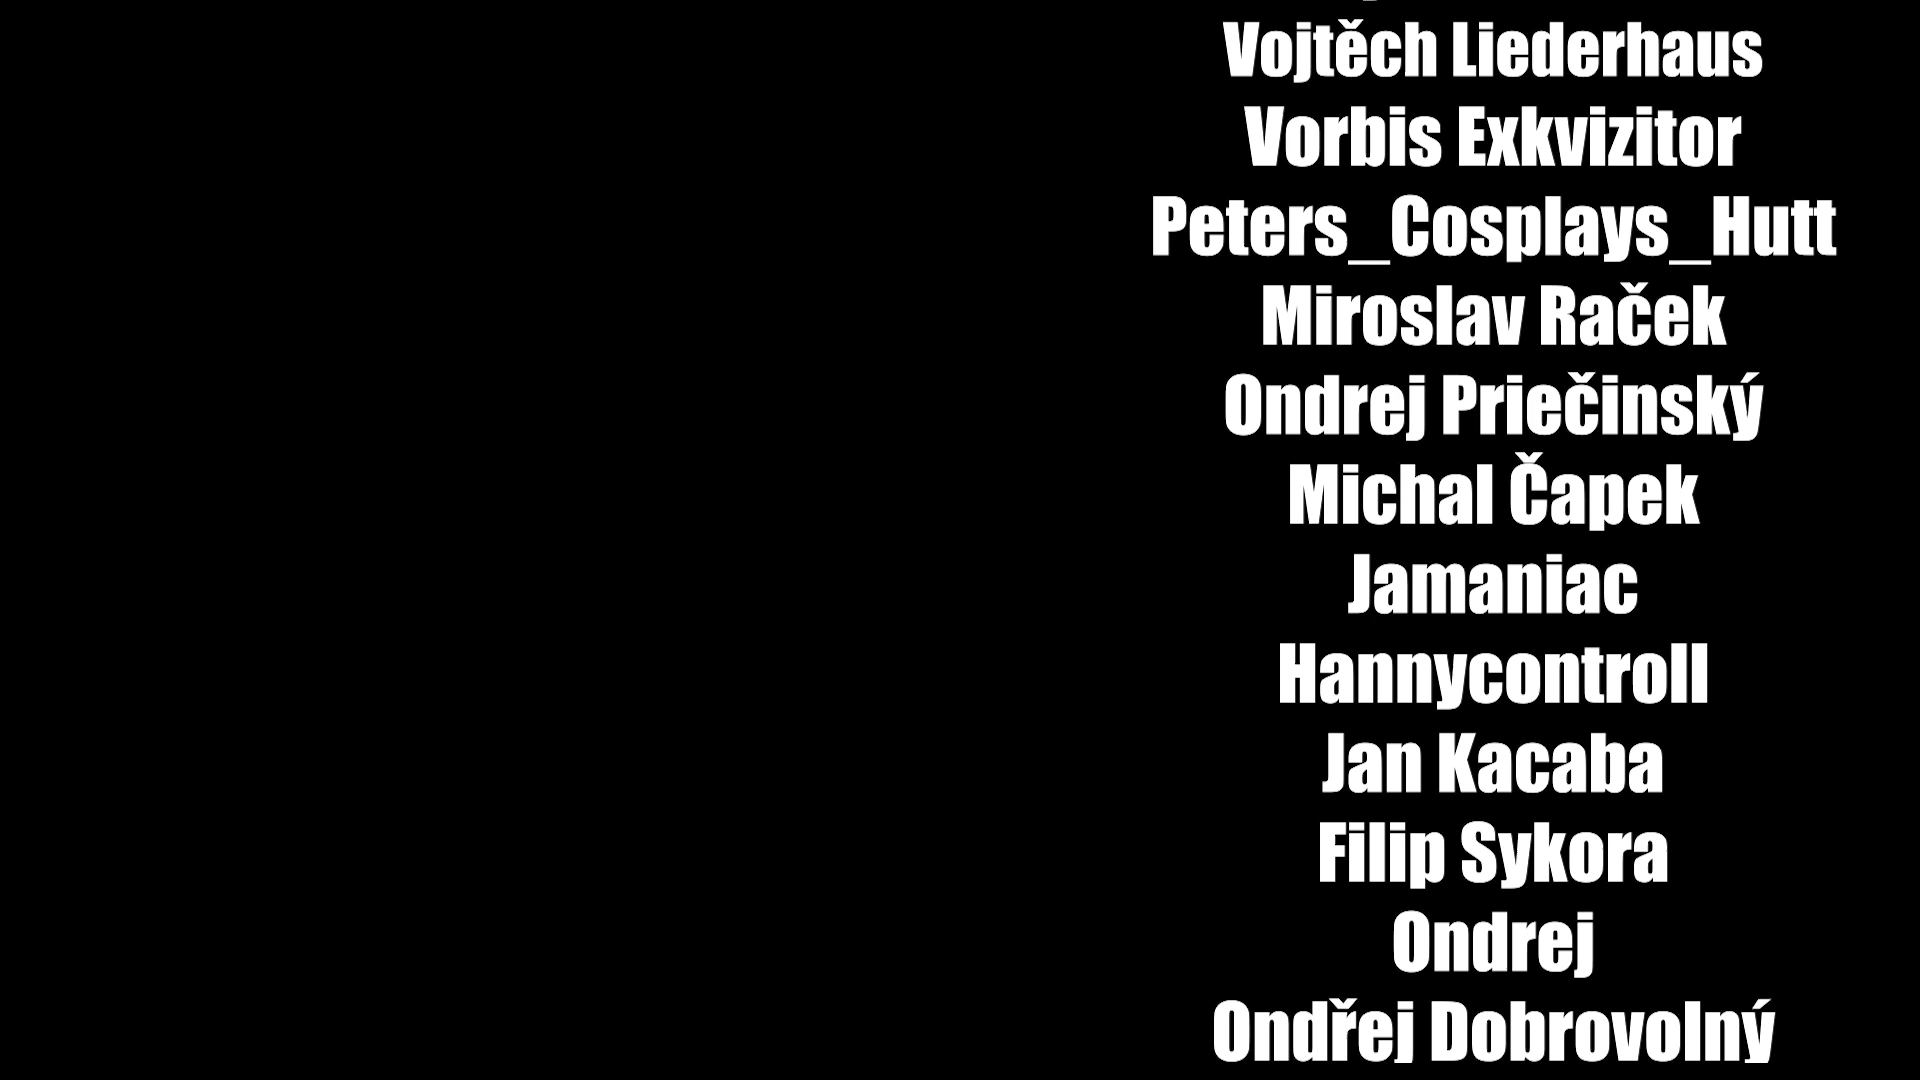 Vojtěch Liederhaus
Vorbis Exkvizitor
Peters_Cosplays_Hutt
Miroslav Raček
Ondrej Priečinský
Michal Čapek
Jamaniac
Hannycontroll
Jan Kacaba
Filip Sykora
Ondrej
Ondřej Dobrovolný